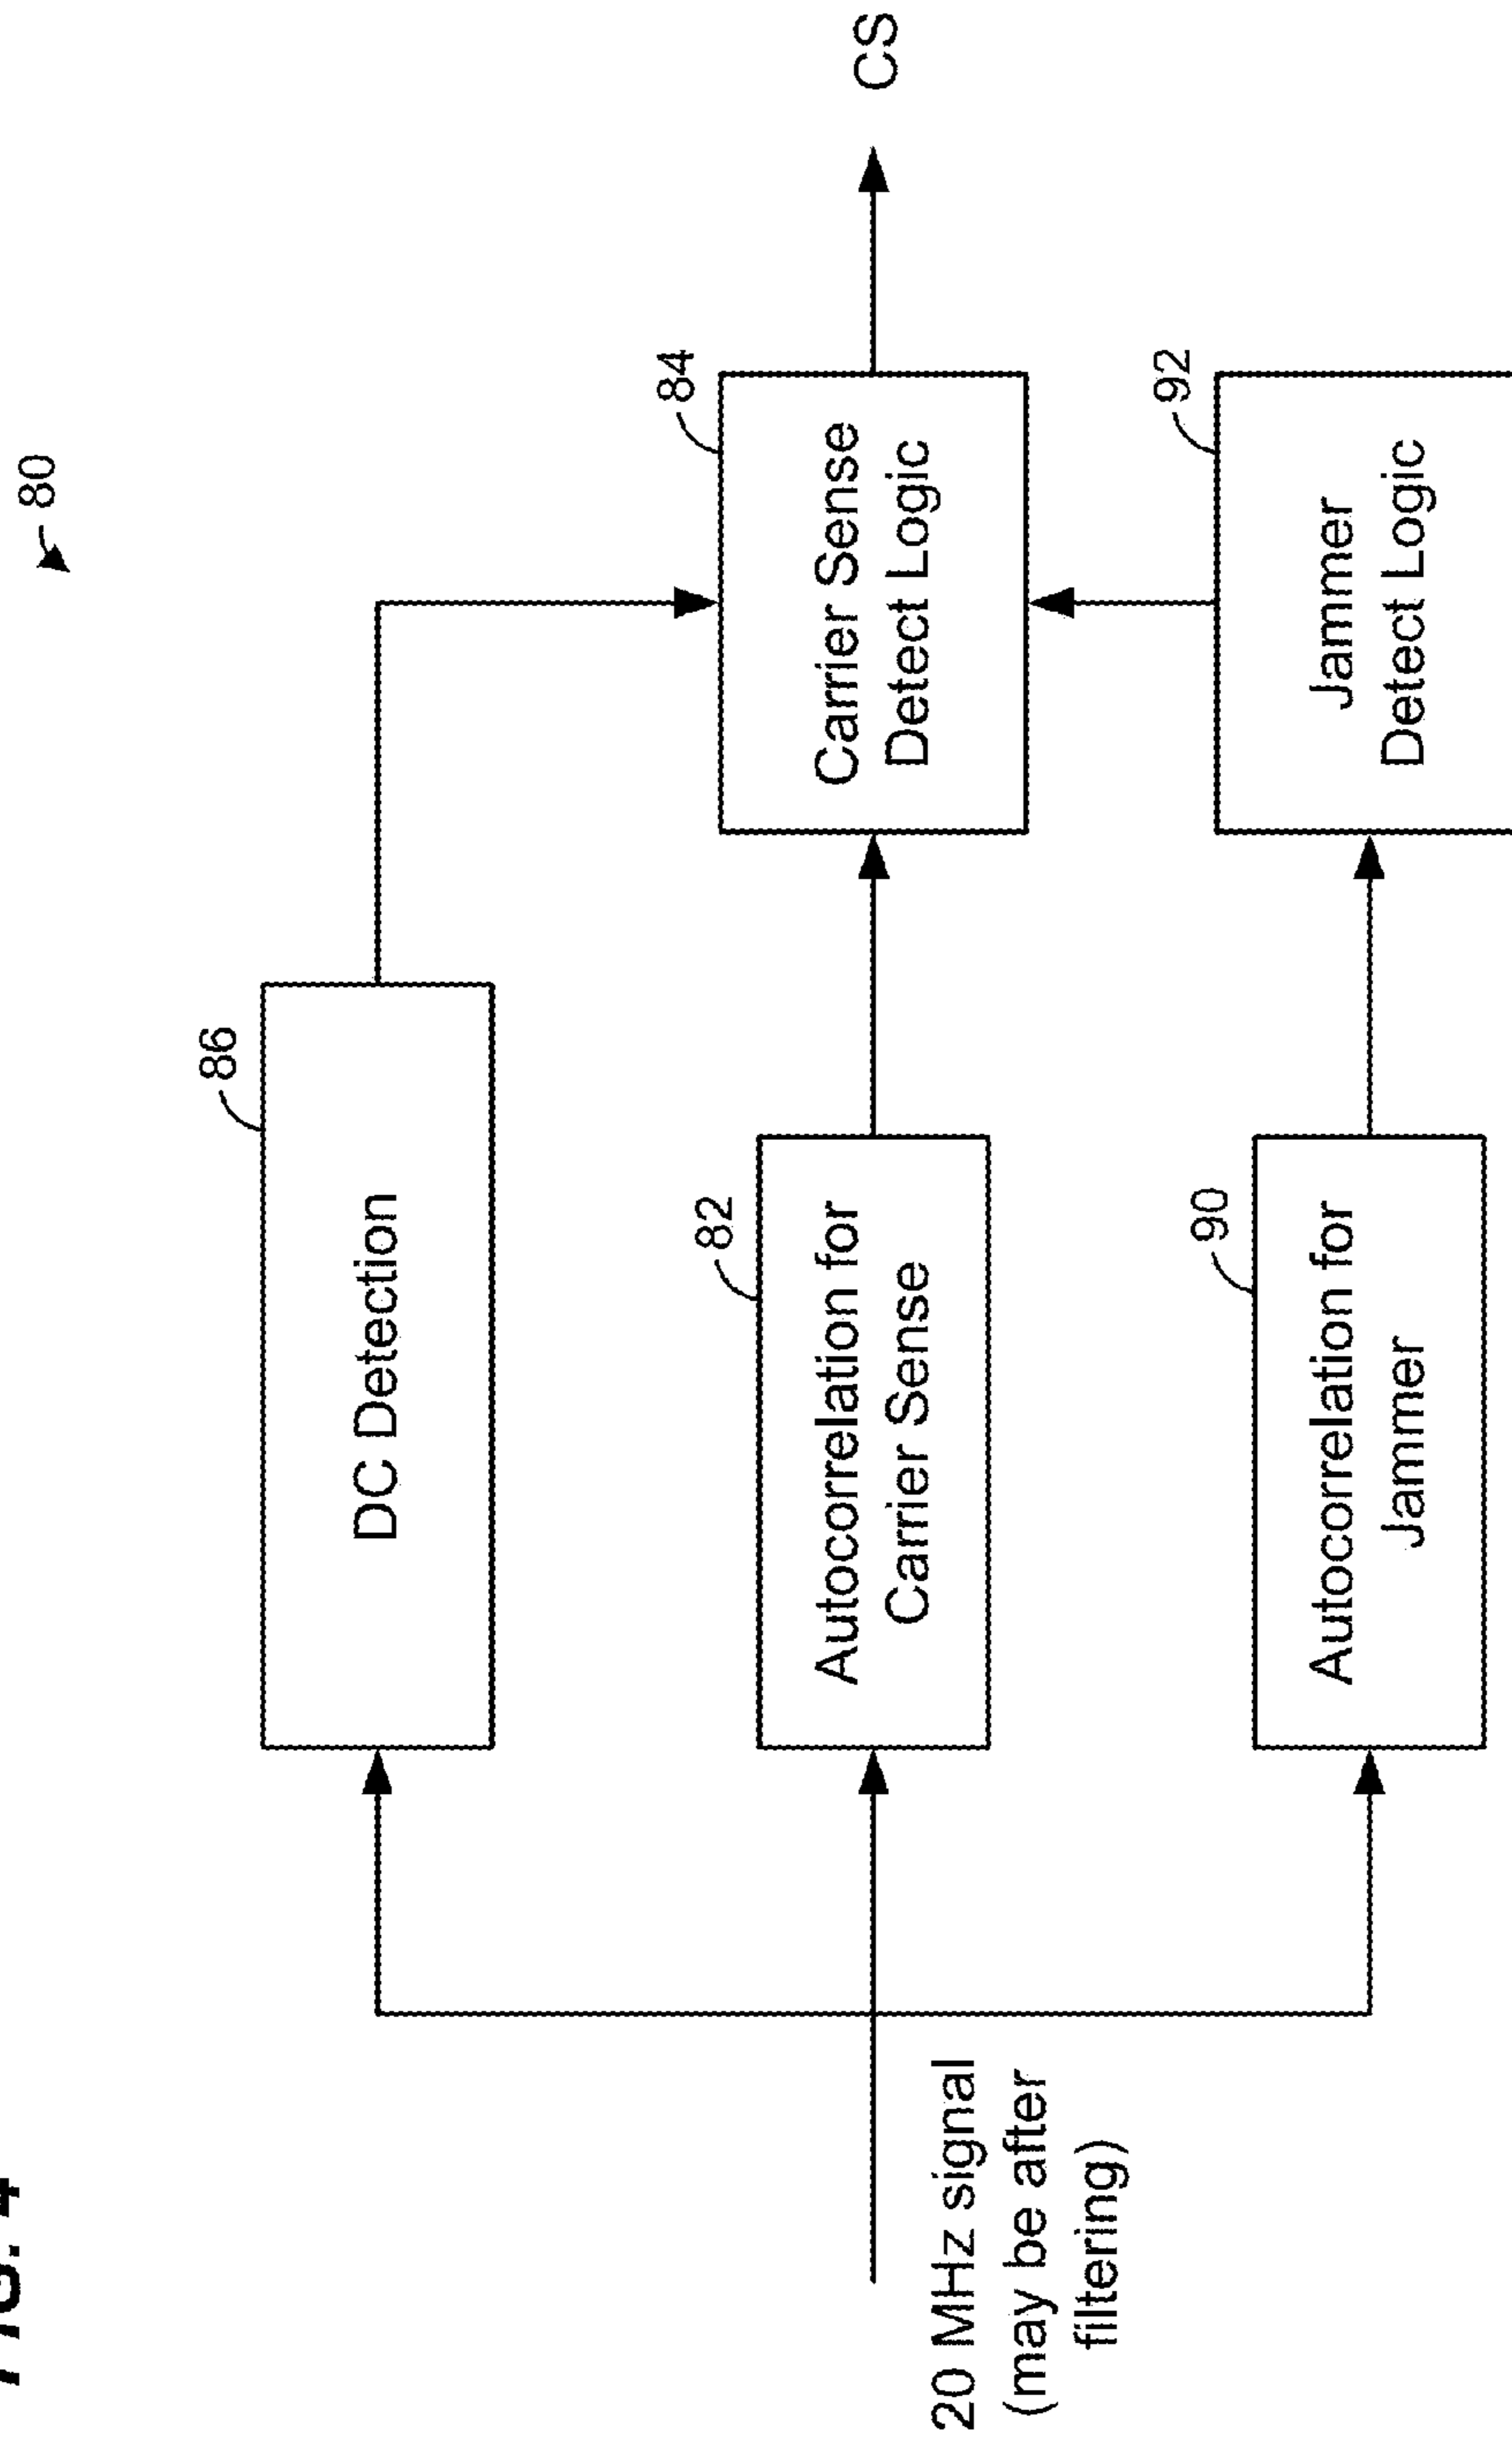 FIG. 4
80
86
DC Detection
84
Carrier Sense
Detect Logic
CS
82
Autocorrelation for
Carrier Sense
20 MHz signal
(may be after
filtering)
90
Autocorrelation for
Jammer
92
Jammer
Detect Logic